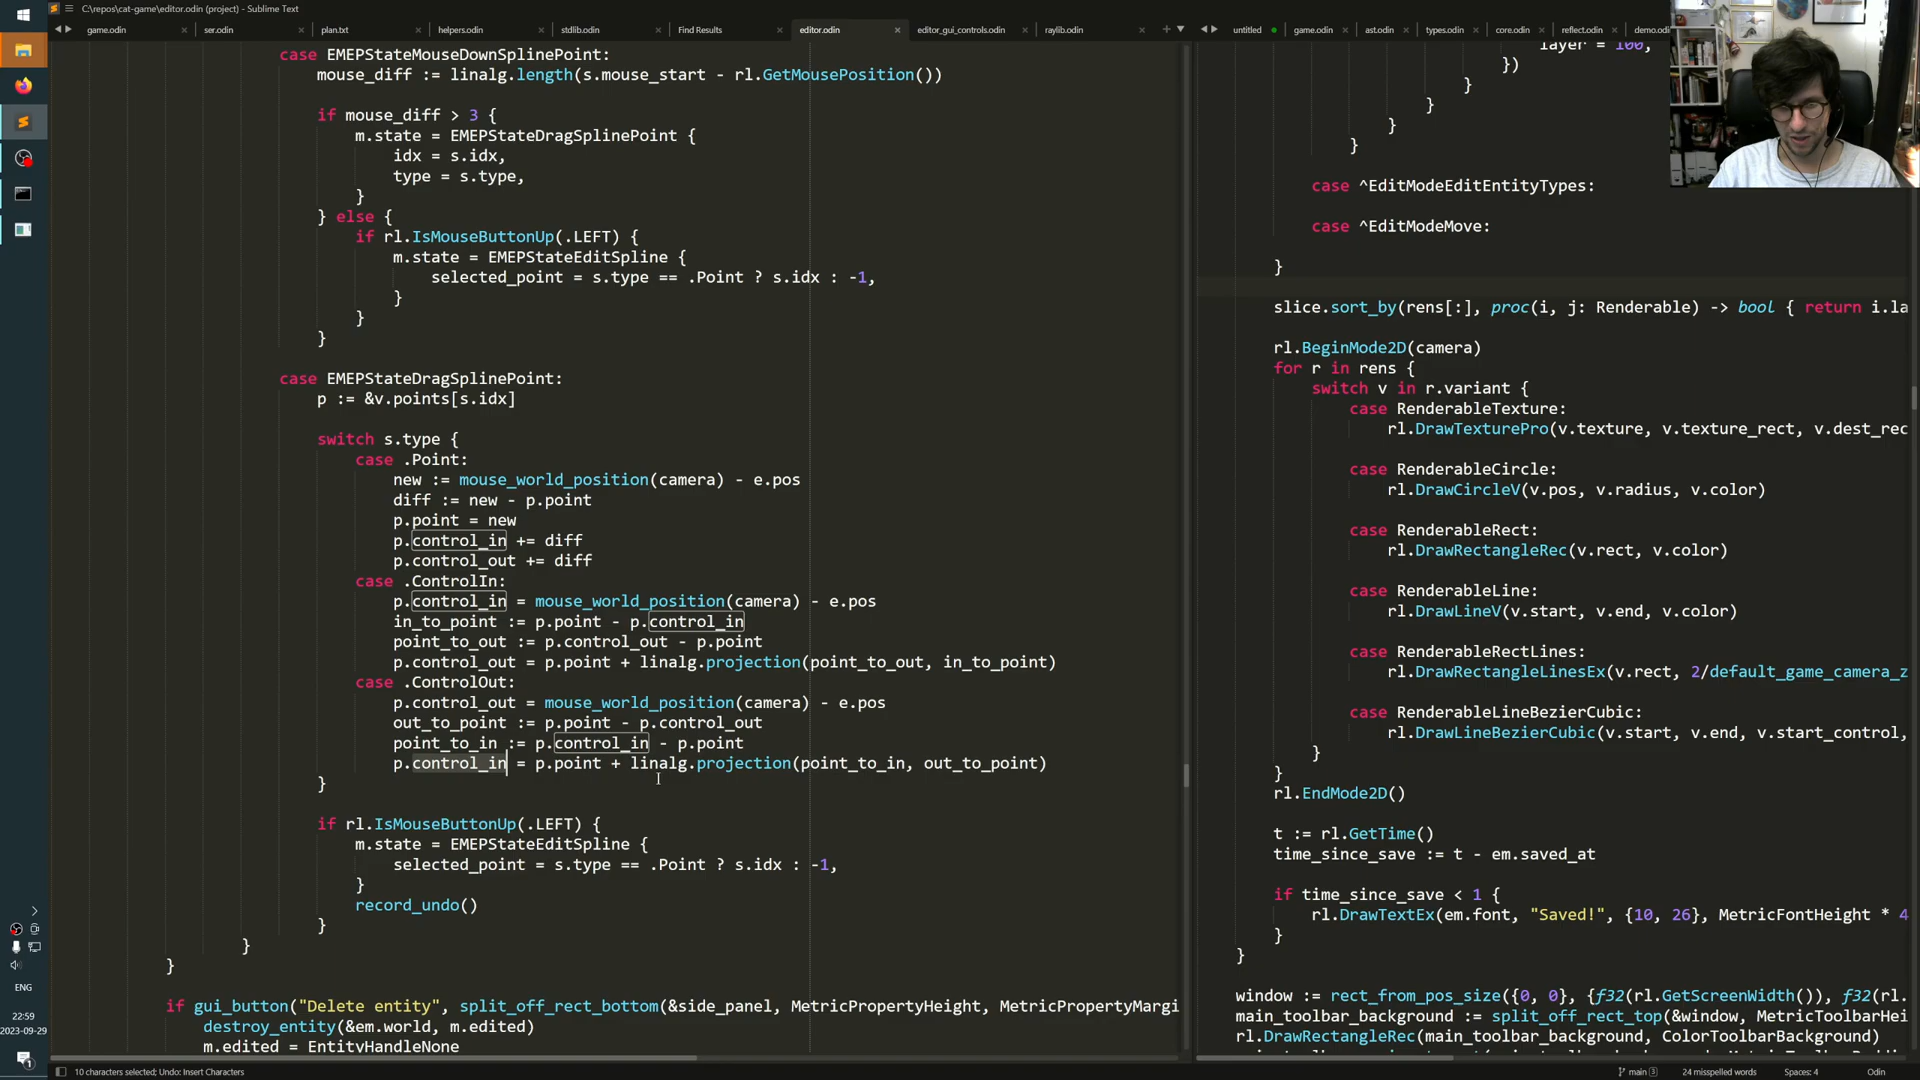 C:\repos\cat-game\editor.odin (project) - Sublime Text
game.odin
ser.odin
plan.txt
helpers.odin
stdlib.odin
Find Results
editor.odin
editor_gui_controls.odin
raylib.odin
untitled
game.odin
ast.odin
types.odin
core.odin
reflect.odin
demo.odin
case EMEPStateMouseDownSplinePoint:
mouse_diff := linalg.length(s.mouse_start - rl.GetMousePosition())
if mouse_diff > 3 {
m.state = EMEPStateDragSplinePoint {
idx = s.idx,
type = s.type,
}
} else {
if rl.IsMouseButtonUp(.LEFT) {
m.state = EMEPStateEditSpline {
selected_point = s.type == .Point ? s.idx : -1,
}
}
}
case EMEPStateDragSplinePoint:
p := &v.points[s.idx]
switch s.type {
case .Point:
new := mouse_world_position(camera) - e.pos
diff := new - p.point
p.point = new
p.control_in += diff
p.control_out += diff
case .ControlIn:
p.control_in = mouse_world_position(camera) - e.pos
in_to_point := p.point - p.control_in
point_to_out := p.control_out - p.point
p.control_out = p.point + linalg.projection(point_to_out, in_to_point)
case .ControlOut:
p.control_out = mouse_world_position(camera) - e.pos
out_to_point := p.point - p.control_out
point_to_in := p.control_in - p.point
p.control_in = p.point + linalg.projection(point_to_in, out_to_point)
}
if rl.IsMouseButtonUp(.LEFT) {
m.state = EMEPStateEditSpline {
selected_point = s.type == .Point ? s.idx : -1,
}
record_undo()
}
}
}
if gui_button("Delete entity", split_off_rect_bottom(&side_panel, MetricPropertyHeight, MetricPropertyMargi
destroy_entity(&em.world, m.edited)
m.edited = EntityHandleNone
layer = 100,
})
}
}
}
}
case ^EditModeEditEntityTypes:
case ^EditModeMove:
}
slice.sort_by(rens[:], proc(i, j: Renderable) -> bool { return i.la
rl.BeginMode2D(camera)
for r in rens {
switch v in r.variant {
case RenderableTexture:
rl.DrawTexturePro(v.texture, v.texture_rect, v.dest_rec
case RenderableCircle:
rl.DrawCircleV(v.pos, v.radius, v.color)
case RenderableRect:
rl.DrawRectangleRec(v.rect, v.color)
case RenderableLine:
rl.DrawLineV(v.start, v.end, v.color)
case RenderableRectLines:
rl.DrawRectangleLinesEx(v.rect, 2/default_game_camera_z
case RenderableLineBezierCubic:
rl.DrawLineBezierCubic(v.start, v.end, v.start_control,
}
}
rl.EndMode2D()
t := rl.GetTime()
time_since_save := t - em.saved_at
if time_since_save < 1 {
rl.DrawTextEx(em.font, "Saved!", {10, 26}, MetricFontHeight * 4
}
}
window := rect_from_pos_size({0, 0}, {f32(rl.GetScreenWidth()), f32(rl.
main_toolbar_background := split_off_rect_top(&window, MetricToolbarHei
rl.DrawRectangleRec(main_toolbar_background, ColorToolbarBackground)
ENG
22:59
2023-09-29
1
10 characters selected; Undo: Insert Characters
main 3
24 misspelled words
Spaces: 4
Odin